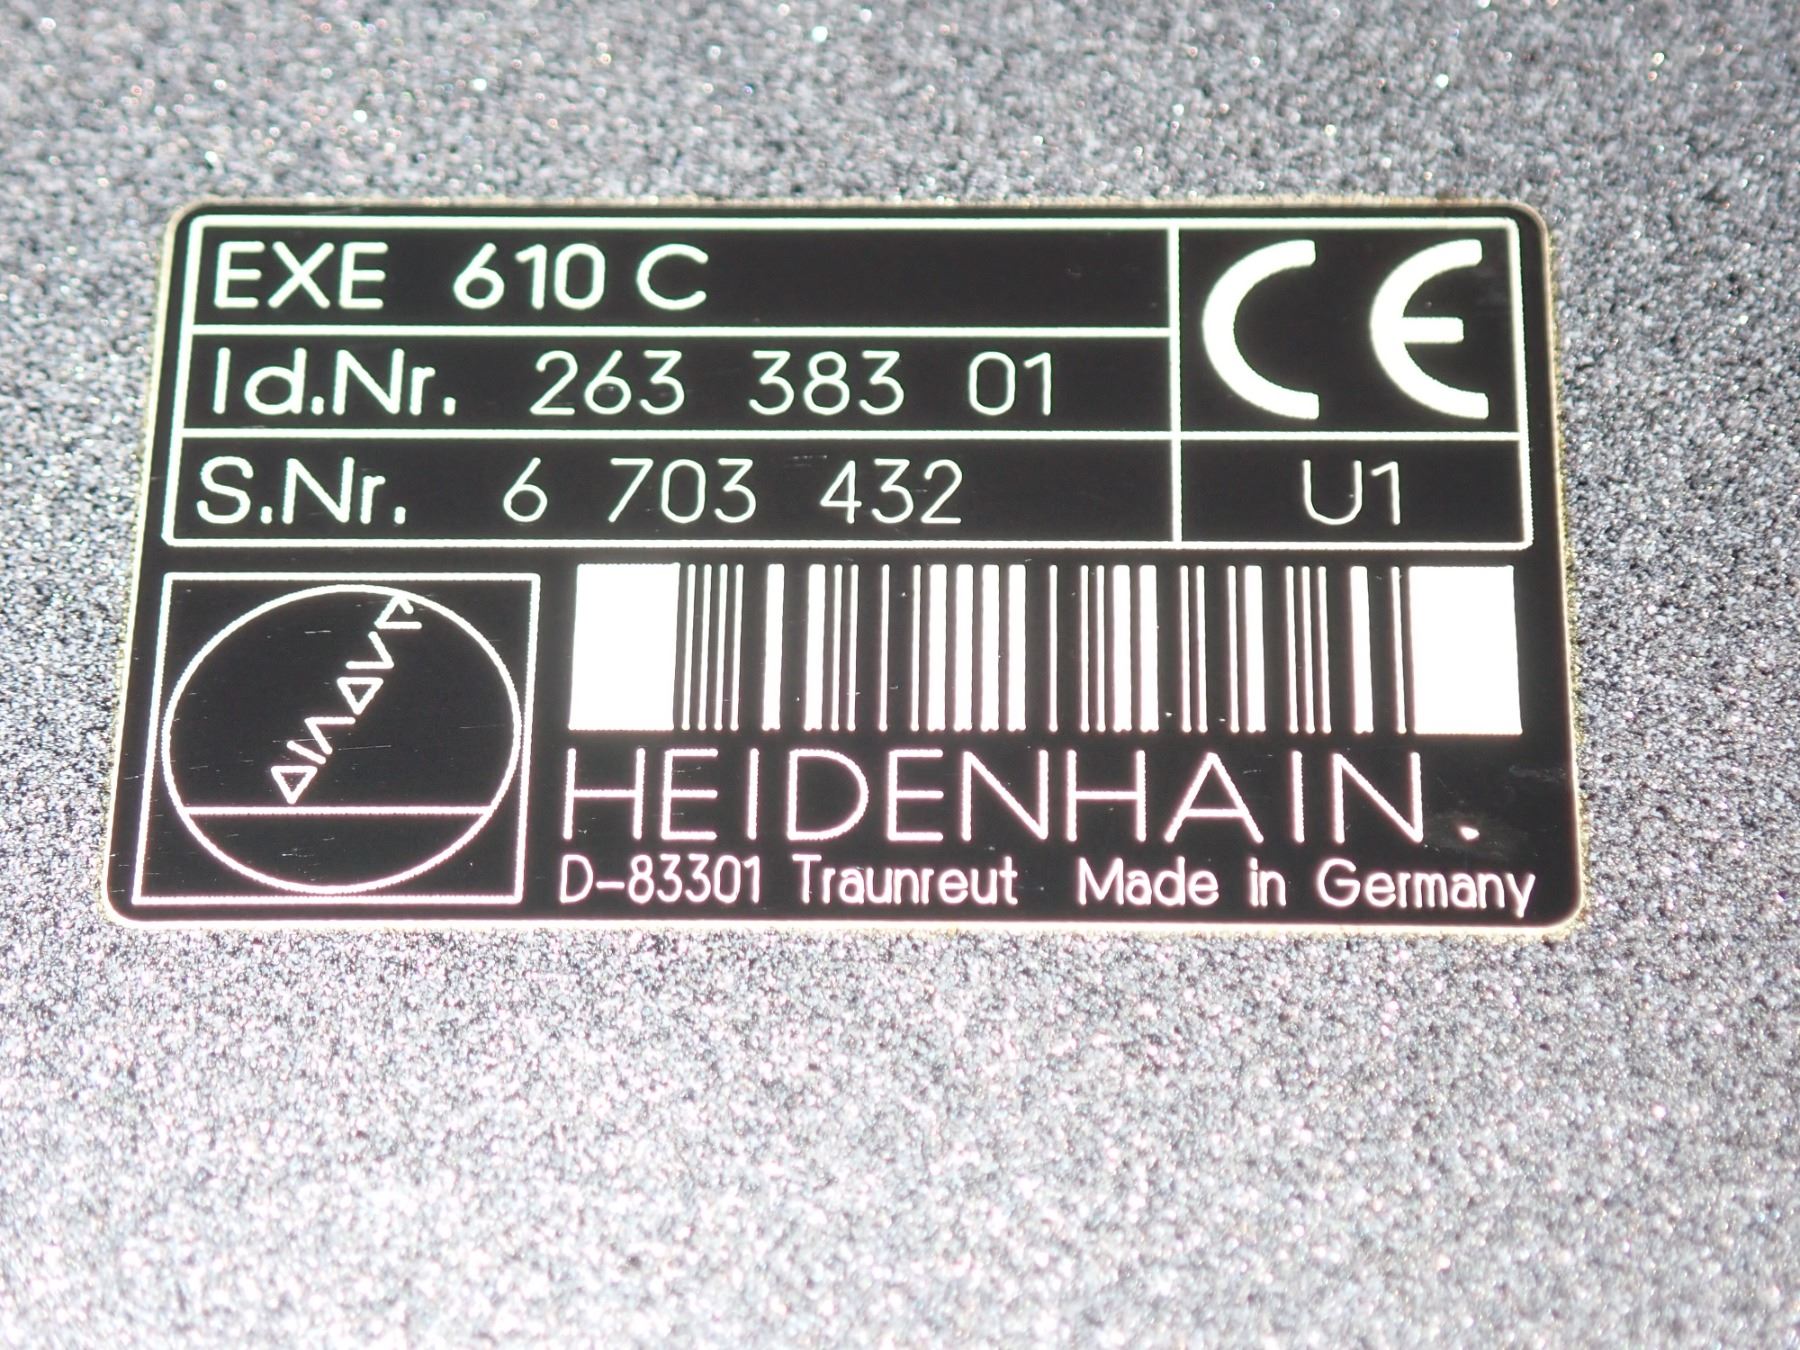 EXE 610 C
CE
Id.Nr. 263 383 01
S.Nr. 6 703 432
U1
HEIDENHAIN.
D-83301 Traunreut Made in Germany